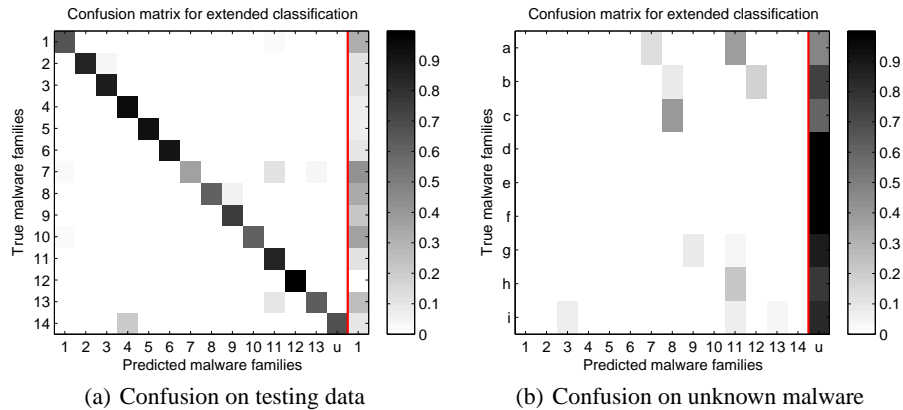 Confusion matrix for extended classification
True malware families
1
2
3
4
5
6
7
8
9
10
11
12
13
14
1 2 3 4 5 6 7 8 9 10 11 12 13 u 1
Predicted malware families
0.9
0.8
0.7
0.6
0.5
0.4
0.3
0.2
0.1
0
(a) Confusion on testing data
Confusion matrix for extended classification
True malware families
a
b
c
d
e
f
g
h
i
1 2 3 4 5 6 7 8 9 10 11 12 13 14 u
Predicted malware families
0.9
0.8
0.7
0.6
0.5
0.4
0.3
0.2
0.1
0
(b) Confusion on unknown malware